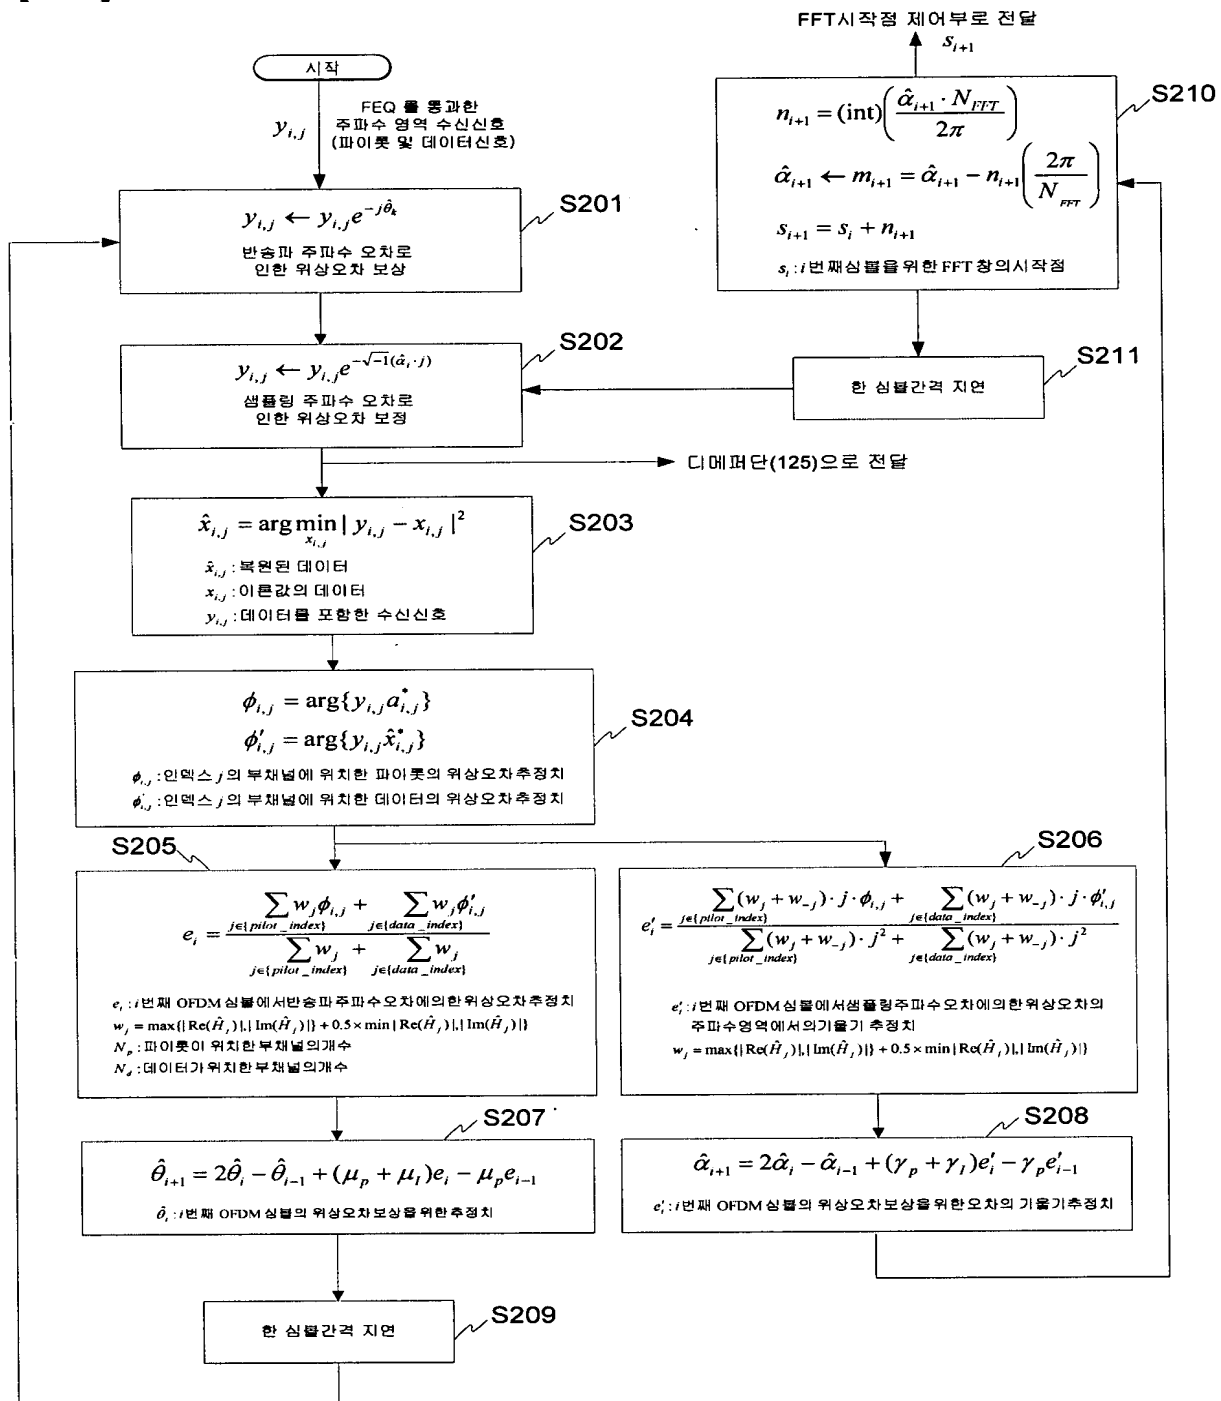 시작
y_{i,j}
FEQ 를 통과한
주파수 영역 수신신호
(파이롯 및 데이터신호)
S201
y_{i,j} ← y_{i,j} e^{-jθ̂_k}
반송파 주파수 오차로
인한 위상오차 보상
S202
y_{i,j} ← y_{i,j} e^{-√-1(α̂_i·j)}
샘플링 주파수 오차로
인한 위상오차 보정
디메퍼단(125)으로 전달
S203
x̂_{i,j} = arg min_{x_{i,j}} | y_{i,j} − x_{i,j} |²
x̂_{i,j} : 복원된 데이터
x_{i,j} : 이론값의 데이터
y_{i,j} : 데이터를 포함한 수신신호
S204
ϕ_{i,j} = arg{y_{i,j} a*_{i,j}}
ϕ′_{i,j} = arg{y_{i,j} x̂*_{i,j}}
ϕ_{i,j} : 인덱스 j 의 부채널에 위치한 파이롯의 위상오차추정치
ϕ′_{i,j} : 인덱스 j 의 부채널에 위치한 데이터의 위상오차추정치
S205
e_i = (∑_{j∈{pilot_index}} w_j ϕ_{i,j} + ∑_{j∈{data_index}} w_j ϕ′_{i,j}) / (∑_{j∈{pilot_index}} w_j + ∑_{j∈{data_index}} w_j)
e_i : i 번째 OFDM 심볼에서반송파주파수오차에의한위상오차추정치
w_j = max{| Re(Ĥ_j)|,| Im(Ĥ_j)|} + 0.5 × min | Re(Ĥ_j)|,| Im(Ĥ_j)|}
N_p : 파이롯이 위치한부채널의개수
N_d : 데이터가 위치한부채널의개수
S206
e′_i = (∑_{j∈{pilot_index}} (w_j + w_{-j}) · j · ϕ_{i,j} + ∑_{j∈{data_index}} (w_j + w_{-j}) · j · ϕ′_{i,j}) / (∑_{j∈{pilot_index}} (w_j + w_{-j}) · j² + ∑_{j∈{data_index}} (w_j + w_{-j}) · j²)
e′_i : i 번째 OFDM 심볼에서샘플링주파수오차에의한위상오차의
주파수영역에서의기울기 추정치
w_j = max{| Re(Ĥ_j)|,| Im(Ĥ_j)|} + 0.5 × min | Re(Ĥ_j)|,| Im(Ĥ_j)|}
S207
θ̂_{i+1} = 2θ̂_i − θ̂_{i−1} + (μ_p + μ_I)e_i − μ_p e_{i−1}
θ̂_i : i 번째 OFDM 심볼의 위상오차보상을위한추정치
S208
α̂_{i+1} = 2α̂_i − α̂_{i−1} + (γ_p + γ_I)e′_i − γ_p e′_{i−1}
e′_i : i 번째 OFDM 심볼의 위상오차보상을위한오차의 기울기추정치
S209
한 심볼간격 지연
FFT시작점 제어부로 전달
s_{i+1}
S210
n_{i+1} = (int)(α̂_{i+1} · N_{FFT} / 2π)
α̂_{i+1} ← m_{i+1} = α̂_{i+1} − n_{i+1}(2π / N_{FFT})
s_{i+1} = s_i + n_{i+1}
s_i : i 번째심볼을위한FFT 창의시작점
S211
한 심볼간격 지연